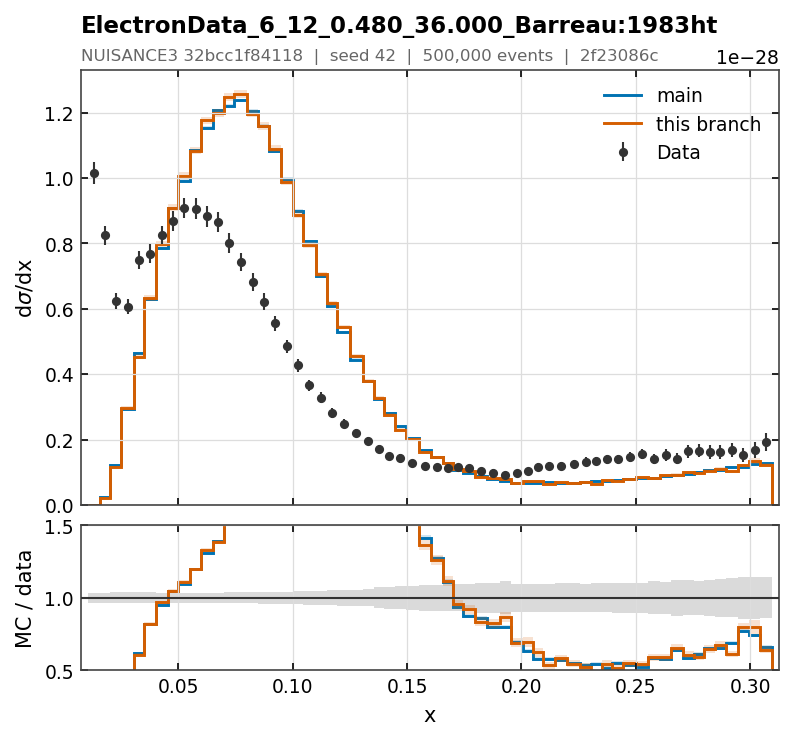 ElectronData_6_12_0.480_36.000_Barreau:1983ht
NUISANCE3 32bcc1f84118 | seed 42 | 500,000 events | 2f23086c
1e−28
main
this branch
Data
dσ/dx
1.2
1.0
0.8
0.6
0.4
0.2
0.0
MC / data
1.5
1.0
0.5
0.05 0.10 0.15 0.20 0.25 0.30
x